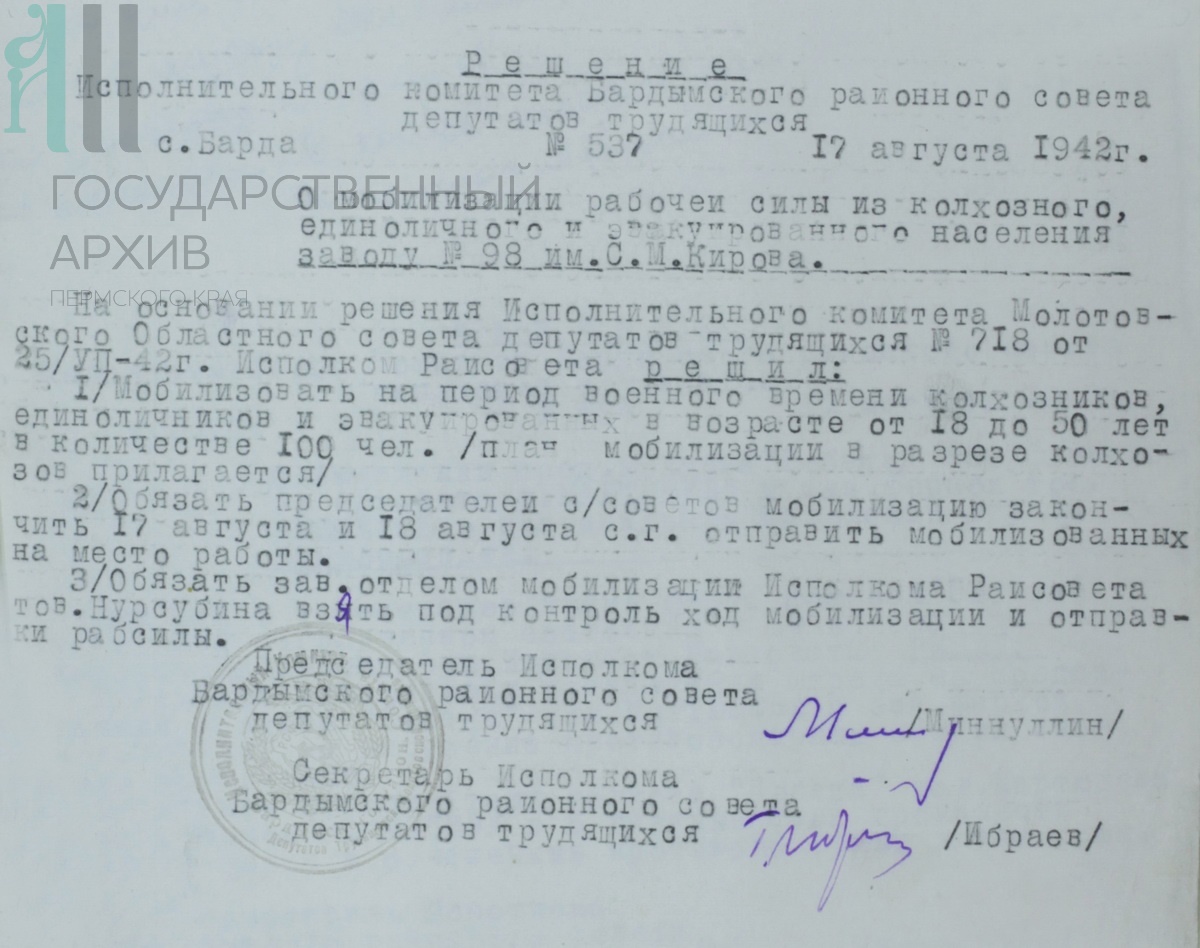 Решение
Исполнительного комитета Бардымского раионного совета
депутатов трудящихся
с.Барда № 537 17 августа 1942г.
ГОСУДАРСТВЕННЫЙ
АРХИВ
ПЕРМСКОГО КРАЯ
О мобилизации рабочеи силы из колхозного,
единоличного и эвакуированного населения
заводу № 98 им.С.М.Кирова.
На основании решения Исполнительного комитета Молотов-
ского Областного совета депутатов трудящихся № 718 от
25/УП-42г. Исполком Раисовета решил:
1/Мобилизовать на период военного времени колхозников,
единоличников и эвакуированных в возрасте от 18 до 50 лет
в количестве 100 чел. /план мобилизации в разрезе колхо-
зов прилагается/
2/Обязать председателеи с/советов мобилизацию закон-
чить 17 августа и 18 августа с.г. отправить мобилизованных
на место работы.
3/Обязать зав.отделом мобилизации Исполкома Раисовета
тов.Нурсубина взять под контроль ход мобилизации и отправ-
ки рабсилы.
Председатель Исполкома
Бардымского раионного совета
депутатов трудящихся /Миннуллин/
Секретарь Исполкома
Бардымского раионного совета
депутатов трудящихся /Ибраев/